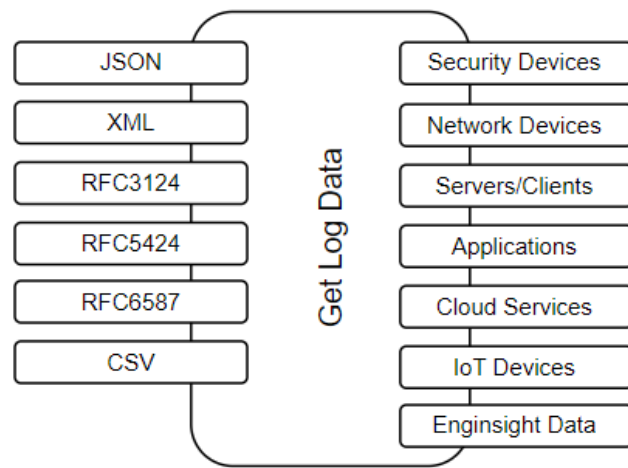 JSON
XML
RFC3124
RFC5424
RFC6587
CSV
Get Log Data
Security Devices
Network Devices
Servers/Clients
Applications
Cloud Services
IoT Devices
Enginsight Data